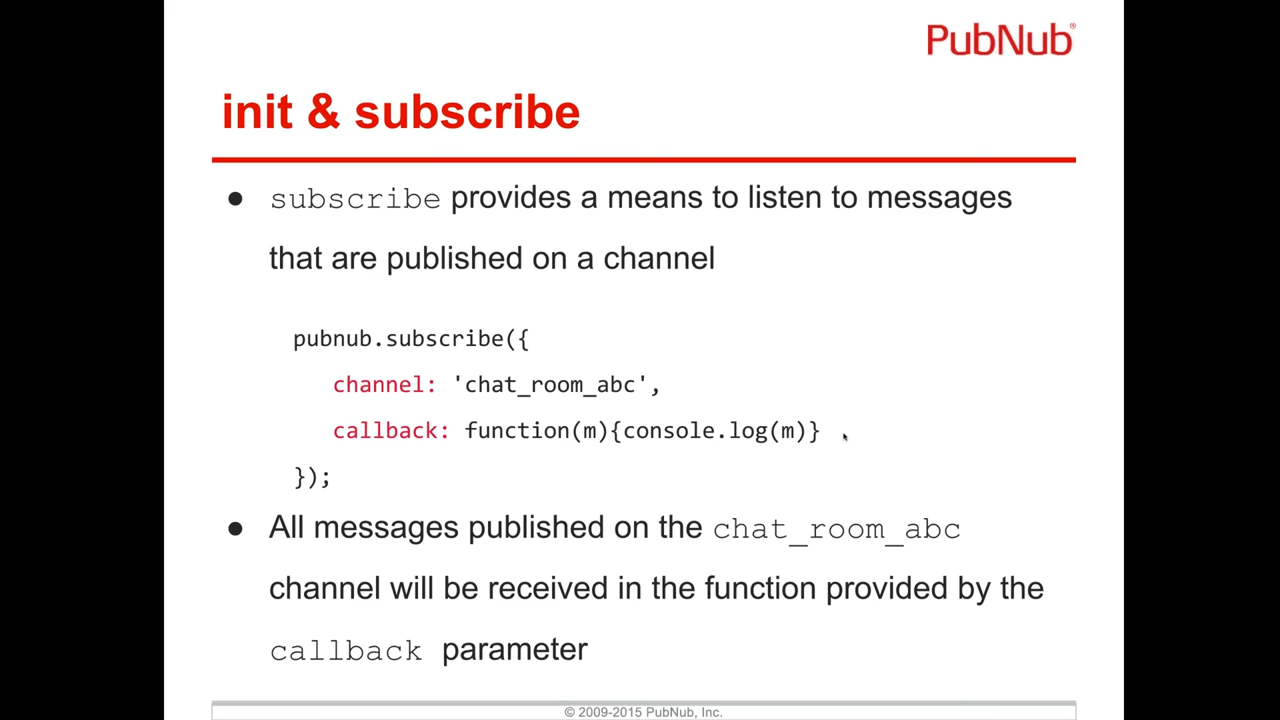 PubNub®
init & subscribe
● subscribe provides a means to listen to messages
that are published on a channel
pubnub.subscribe({
channel: 'chat_room_abc',
callback: function(m){console.log(m)}
});
● All messages published on the chat_room_abc
channel will be received in the function provided by the
callback parameter
© 2009-2015 PubNub, Inc.